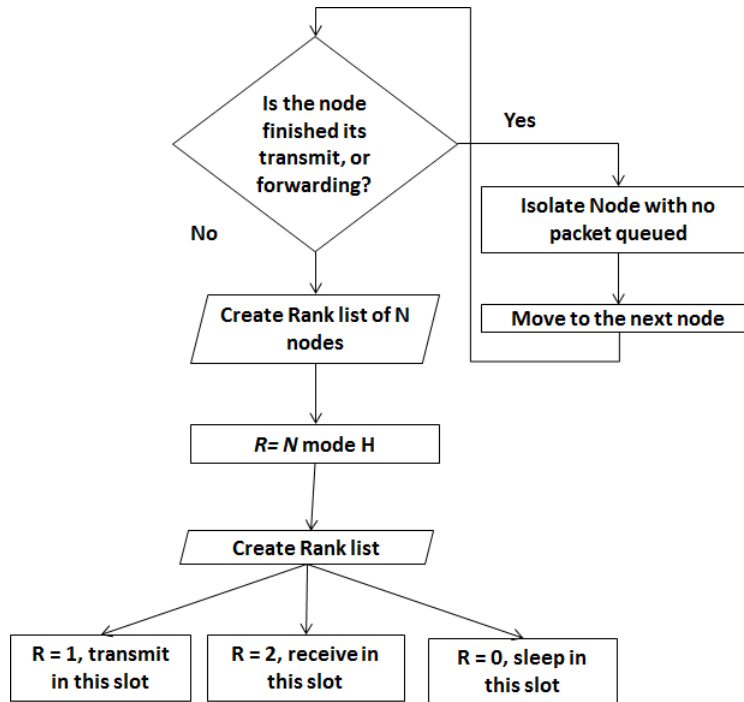 Is the node
finished its
transmit, or
forwarding?
Yes
Isolate Node with no
packet queued
No
Create Rank list of N
nodes
Move to the next node
R= N mode H
Create Rank list
R = 1, transmit
in this slot
R = 2, receive in
this slot
R = 0, sleep in
this slot